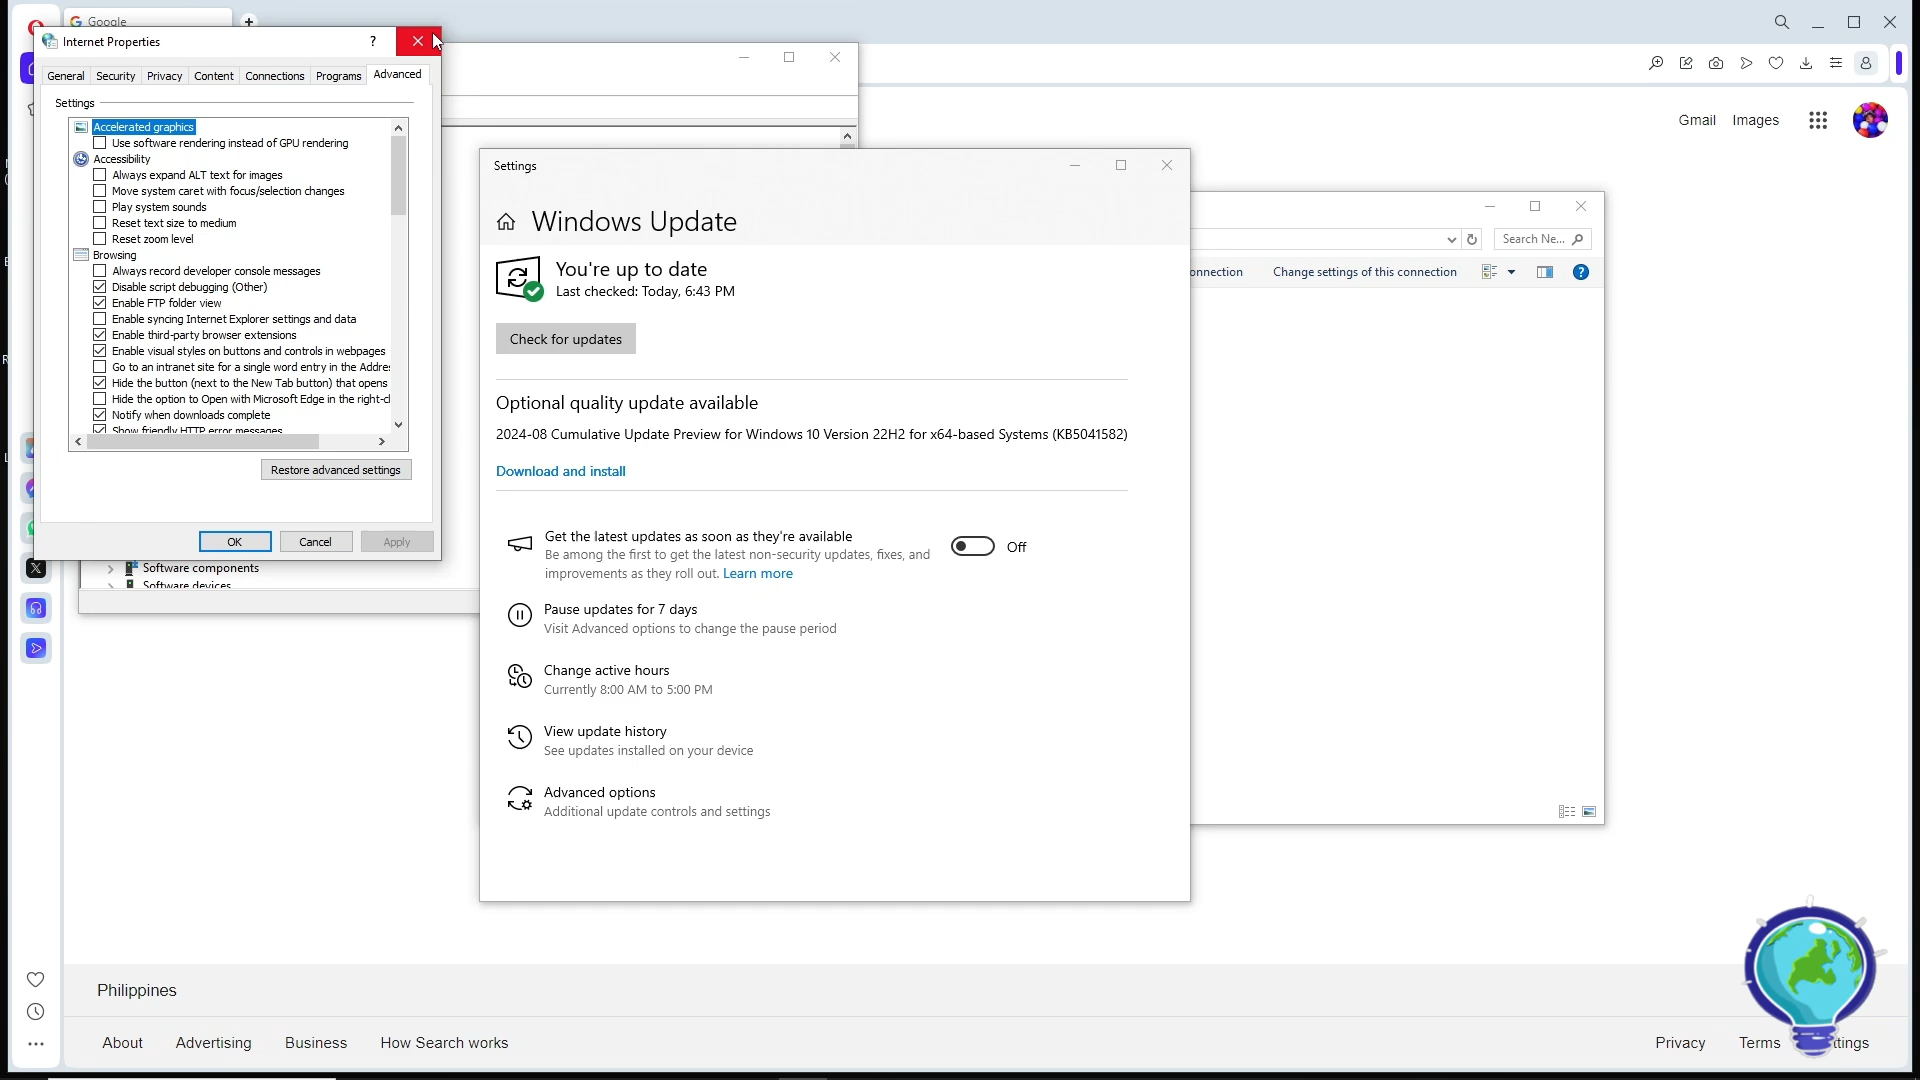 Google
Internet Properties
?
General
Security
Privacy
Content
Connections
Programs
Advanced
Settings
Accelerated graphics
Use software rendering instead of GPU rendering
Accessibility
Always expand ALT text for images
Move system caret with focus/selection changes
Play system sounds
Reset text size to medium
Reset zoom level
Browsing
Always record developer console messages
Disable script debugging (Other)
Enable FTP folder view
Enable syncing Internet Explorer settings and data
Enable third-party browser extensions
Enable visual styles on buttons and controls in webpages
Go to an intranet site for a single word entry in the
Hide the button (next to the New Tab button) that opens
Hide the option to Open with Microsoft Edge in the
Notify when downloads complete
Show friendly HTTP error messages
Restore advanced settings
OK
Cancel
Apply
Software components
Software devices
Settings
Windows Update
You're up to date
Last checked: Today, 6:43 PM
Check for updates
Optional quality update available
2024-08 Cumulative Update Preview for Windows 10 Version 22H2 for x64-based Systems (KB5041582)
Download and install
Get the latest updates as soon as they're available
Be among the first to get the latest non-security updates, fixes, and
improvements as they roll out. Learn more
Off
Pause updates for 7 days
Visit Advanced options to change the pause period
Change active hours
Currently 8:00 AM to 5:00 PM
View update history
See updates installed on your device
Advanced options
Additional update controls and settings
Search Ne...
onnection
Change settings of this connection
?
Gmail
Images
Philippines
About
Advertising
Business
How Search works
Privacy
Terms